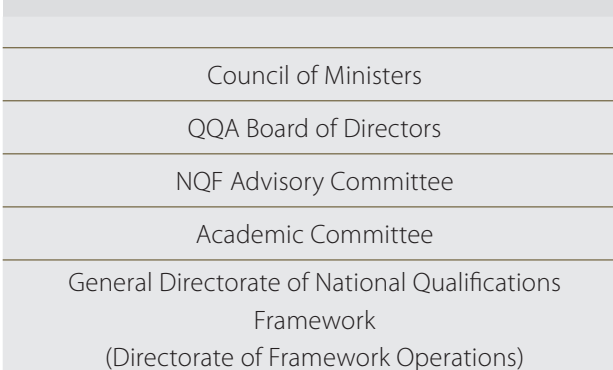 Council of Ministers
QQA Board of Directors
NQF Advisory Committee
Academic Committee
General Directorate of National Qualifications
Framework
(Directorate of Framework Operations)